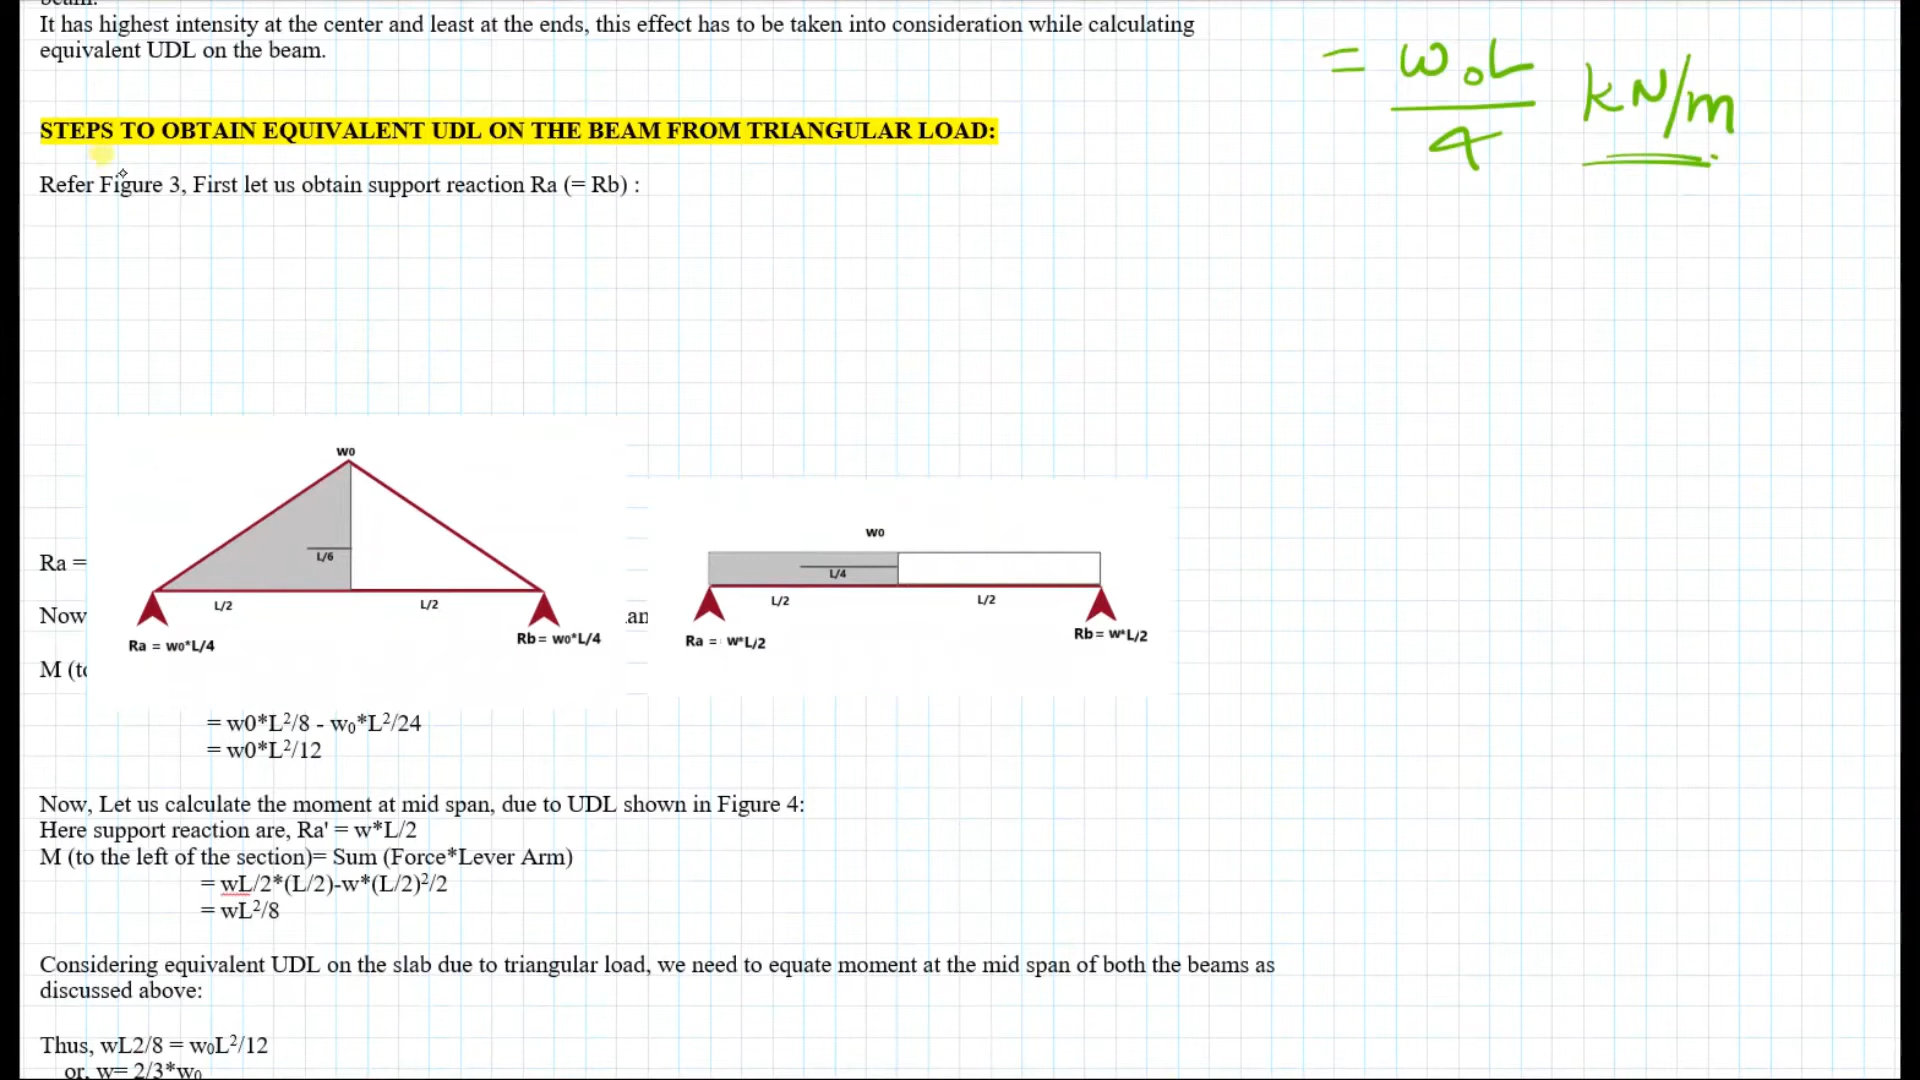 beam.
It has highest intensity at the center and least at the ends, this effect has to be taken into consideration while calculating
equivalent UDL on the beam.
= w₀L
4
kN/m
STEPS TO OBTAIN EQUIVALENT UDL ON THE BEAM FROM TRIANGULAR LOAD:
Refer Figure 3, First let us obtain support reaction Ra (= Rb) :
w0
L/6
L/2
L/2
Ra = w0*L/4
Rb= w0*L/4
w0
L/4
L/2
L/2
Ra = w*L/2
Rb= w*L/2
Ra =
Now
an
M (to
= w0*L²/8 - w₀*L²/24
= w0*L²/12
Now, Let us calculate the moment at mid span, due to UDL shown in Figure 4:
Here support reaction are, Ra' = w*L/2
M (to the left of the section)= Sum (Force*Lever Arm)
= wL/2*(L/2)-w*(L/2)²/2
= wL²/8
Considering equivalent UDL on the slab due to triangular load, we need to equate moment at the mid span of both the beams as
discussed above:
Thus, wL2/8 = w₀L²/12
or, w= 2/3*w₀